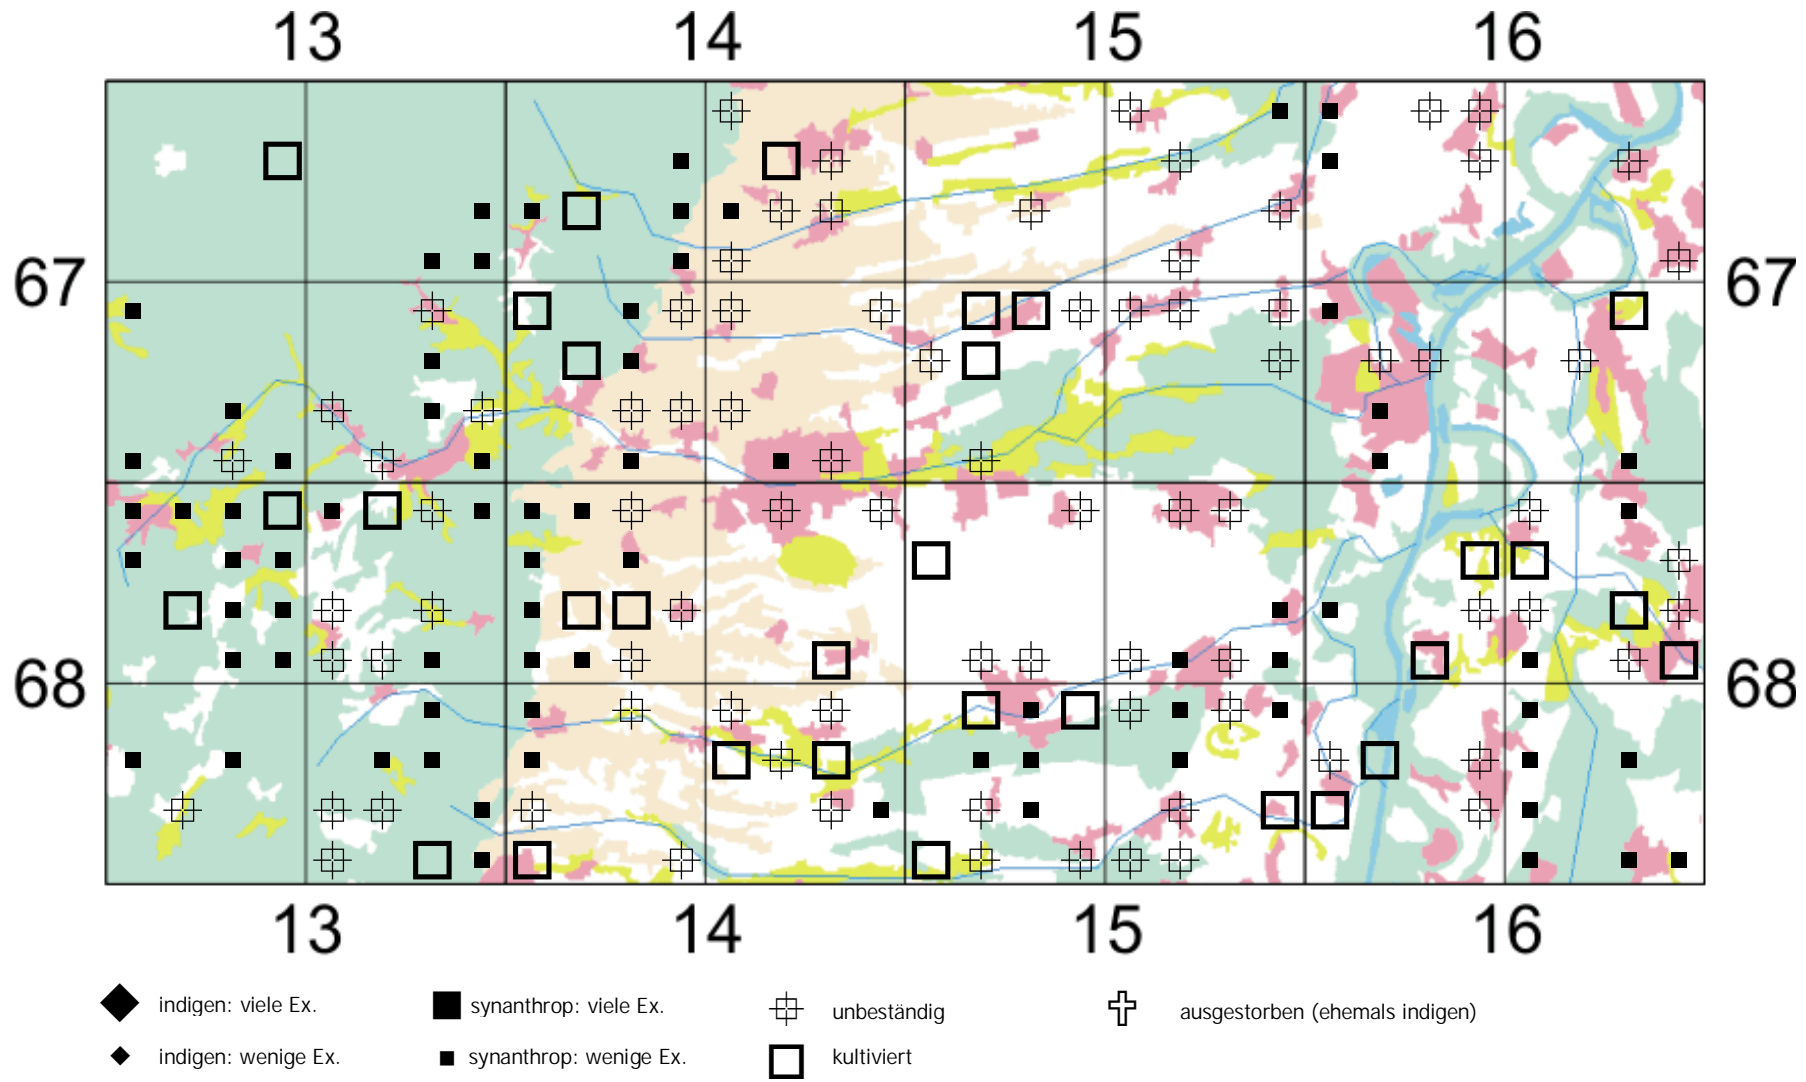 13 14 15 16
67 67
68 68
13 14 15 16
indigen: viele Ex. synanthrop: viele Ex. unbeständig ausgestorben (ehemals indigen)
indigen: wenige Ex. synanthrop: wenige Ex. kultiviert